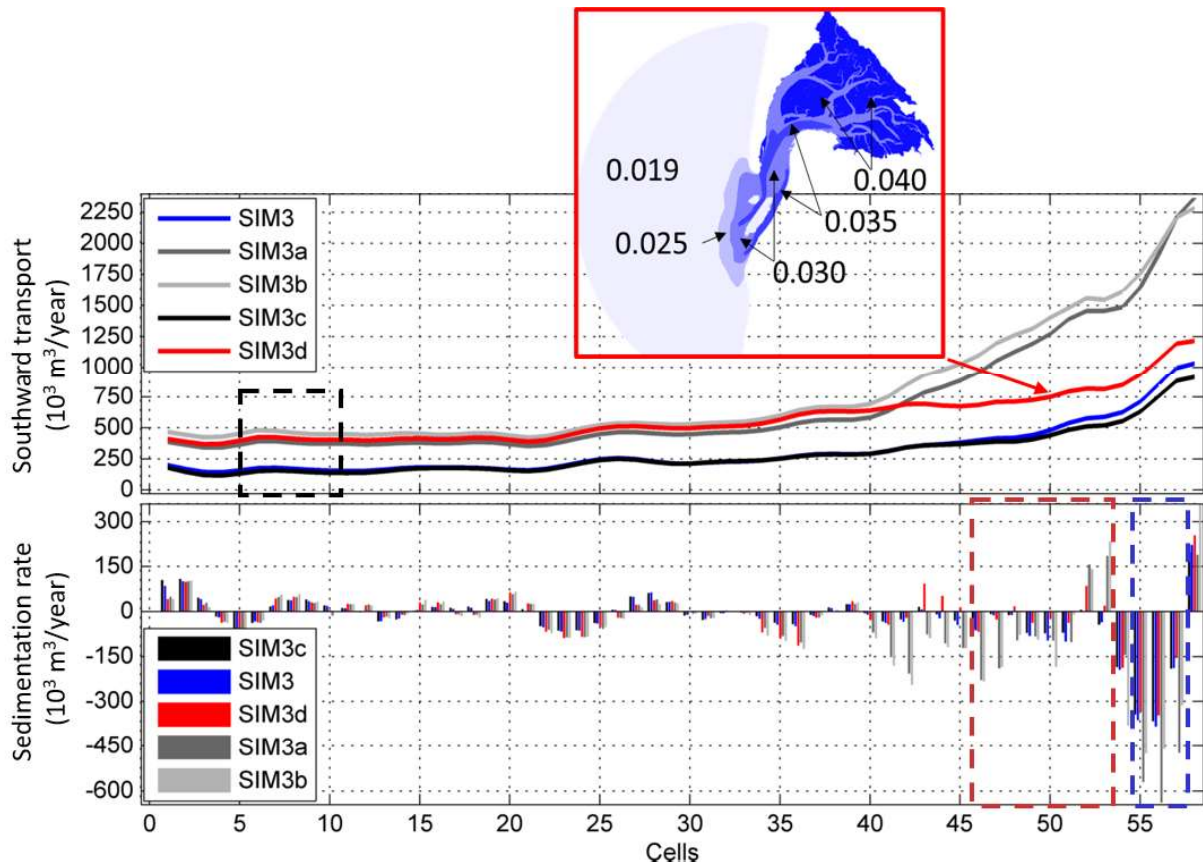 0.019
0.040
0.035
0.025
0.030
Southward transport
(10³ m³/year)
2250
2000
1750
1500
1250
1000
750
500
250
0
SIM3
SIM3a
SIM3b
SIM3c
SIM3d
Sedimentation rate
(10³ m³/year)
300
150
0
-150
-300
-450
-600
SIM3c
SIM3
SIM3d
SIM3a
SIM3b
0 5 10 15 20 25 30 35 40 45 50 55
Cells